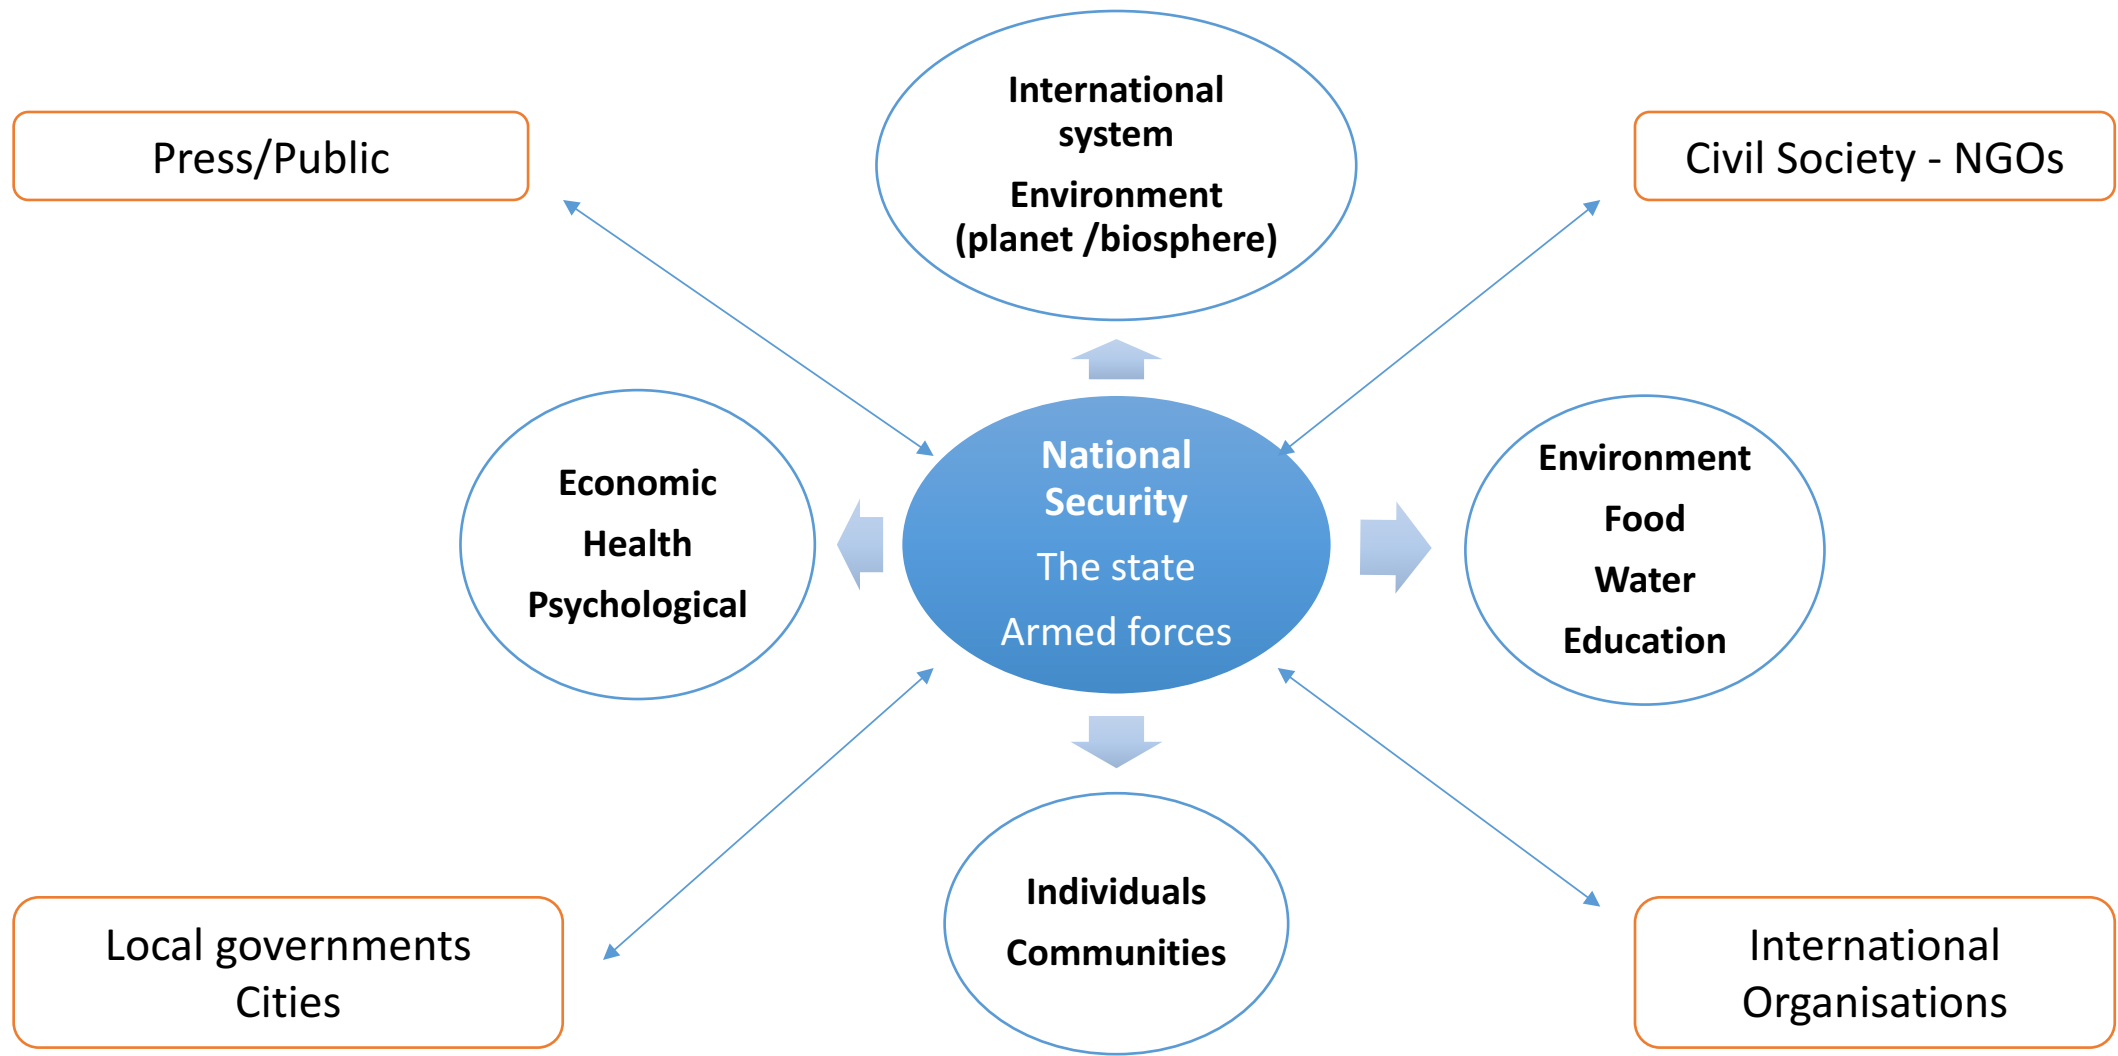 International
system
Environment
(planet /biosphere)
Press/Public
Civil Society - NGOs
National
Security
The state
Armed forces
Economic
Health
Psychological
Environment
Food
Water
Education
Individuals
Communities
Local governments
Cities
International
Organisations